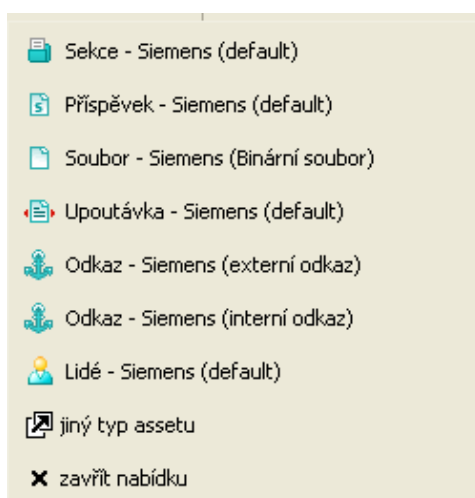 Sekce - Siemens (default)
Příspěvek - Siemens (default)
Soubor - Siemens (Binární soubor)
Upoutávka - Siemens (default)
Odkaz - Siemens (externí odkaz)
Odkaz - Siemens (interní odkaz)
Lidé - Siemens (default)
jiný typ assetu
zavřít nabídku